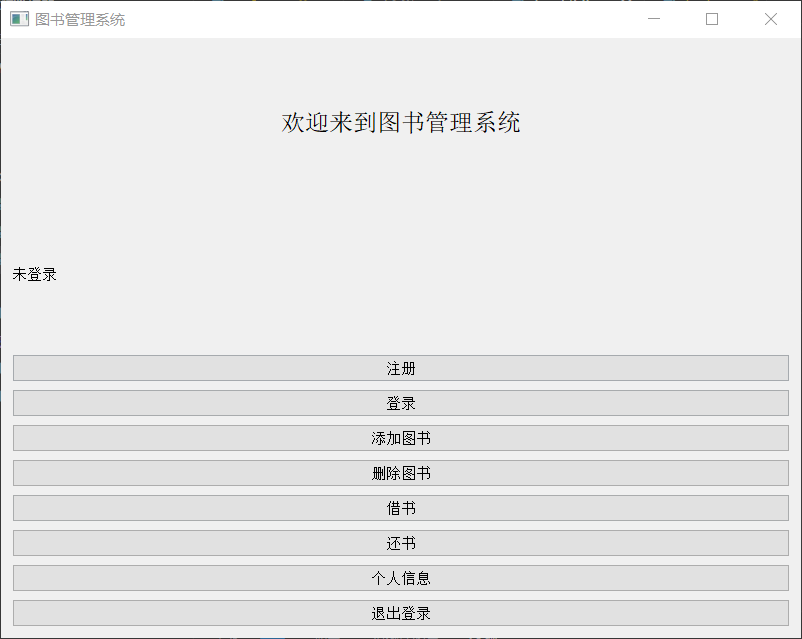 图书管理系统
欢迎来到图书管理系统
未登录
注册
登录
添加图书
删除图书
借书
还书
个人信息
退出登录